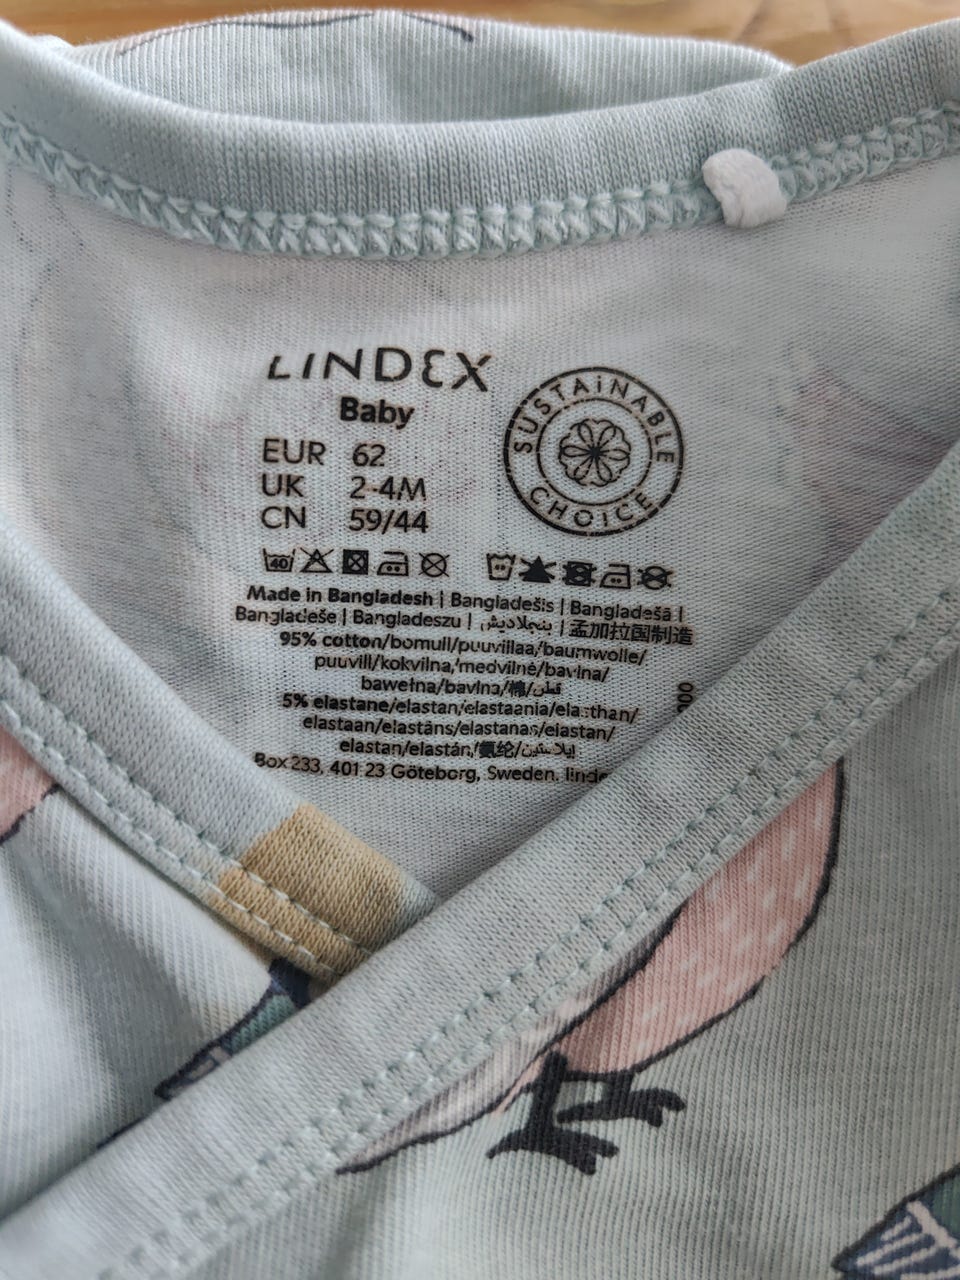 LINDEX
Baby
EUR 62
UK 2-4M
CN 59/44
SUSTAiNABLE
CHOiCE
40
Made in Bangladesh | Bangladešis | Bangladešā |
Bangladeše | Bangladeszu | بنجلاديش | 孟加拉国制造
95% cotton/bomull/puuvillaa/baumwolle/
puuvill/kokvilna/medvilnė/bavlna/
bawełna/bavlna/棉/قطن
5% elastane/elastan/elastaania/elasthan/
elastaan/elastāns/elastanas/elastan/
elastan/elastán/氨纶/إيلاستين
Box 233, 401 23 Göteborg, Sweden.